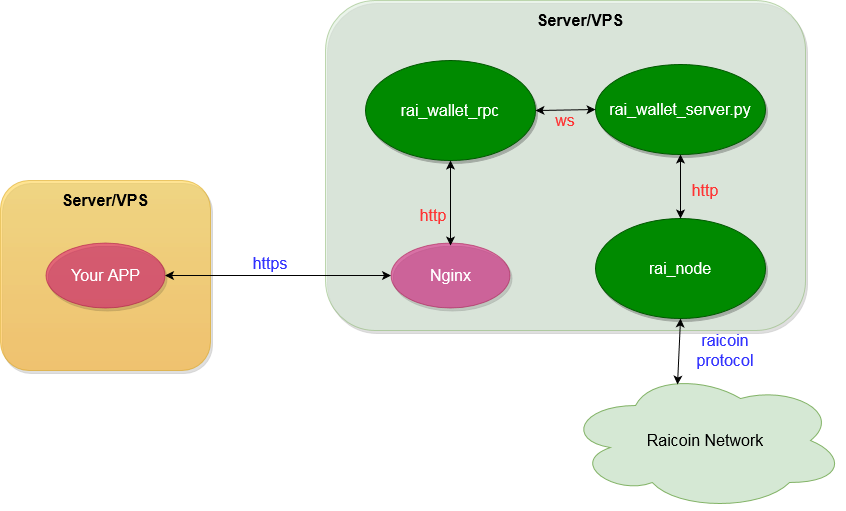 Server/VPS
rai_wallet_rpc
rai_wallet_server.py
ws
http
http
Server/VPS
Your APP
https
Nginx
rai_node
raicoin
protocol
Raicoin Network